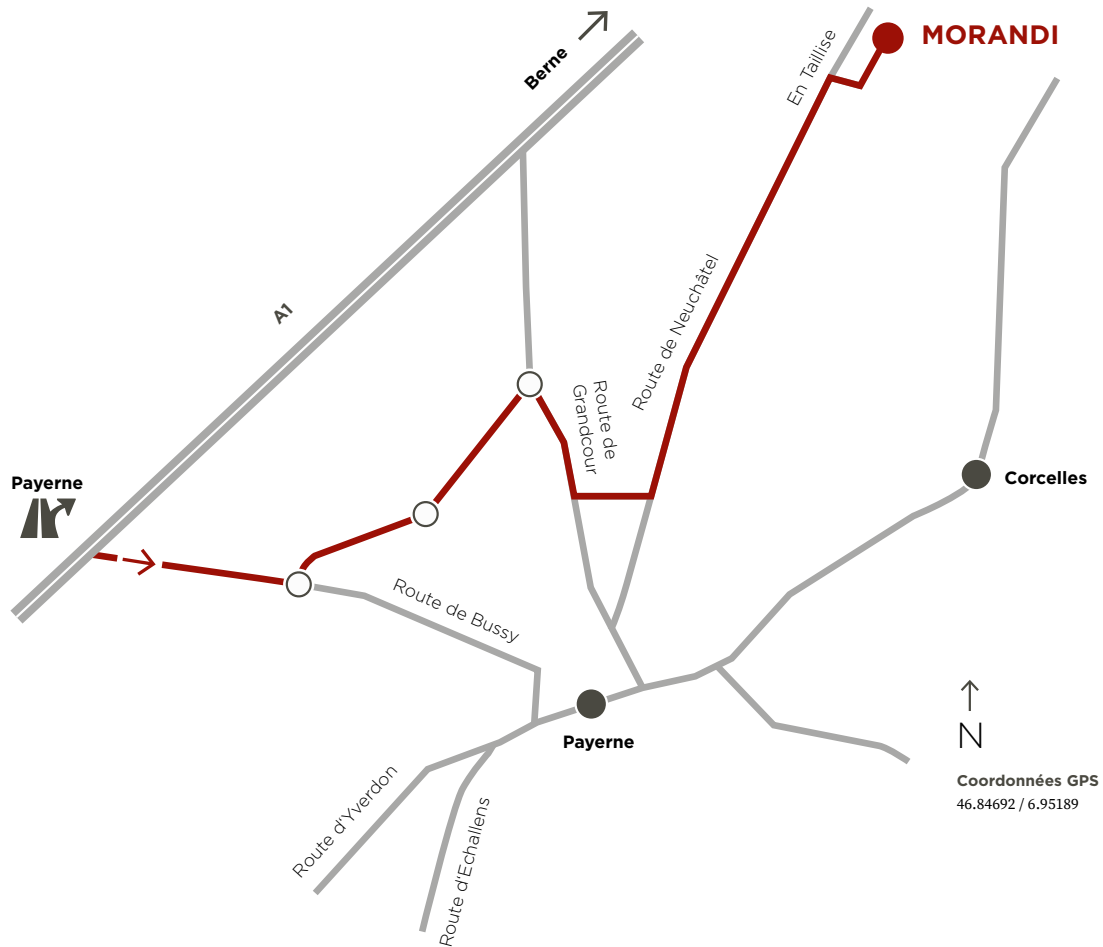 MORANDI
Berne
En Taillise
A1
Route de Neuchâtel
Route de
Grandcour
Payerne
Corcelles
Route de Bussy
Payerne
N
Coordonnées GPS
46.84692 / 6.95189
Route d'Yverdon
Route d'Echallens